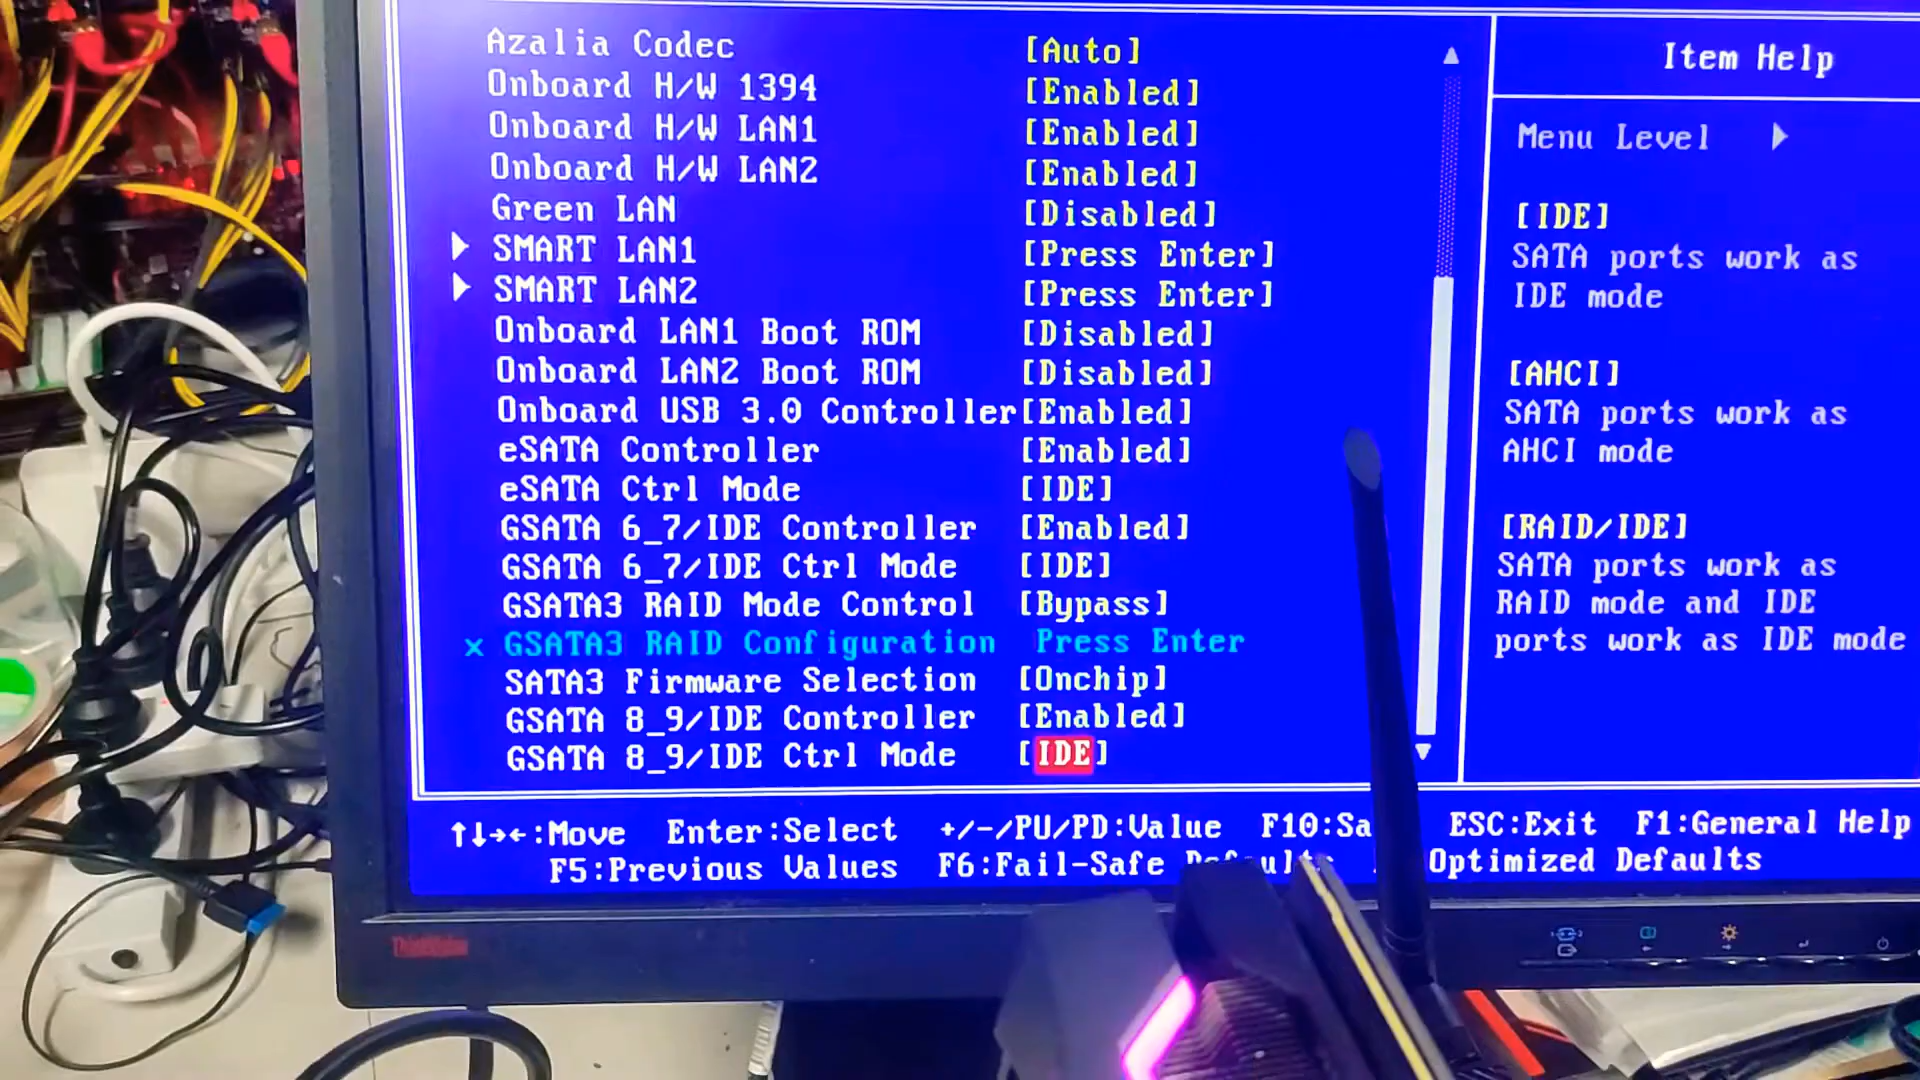 Azalia Codec [Auto]
Onboard H/W 1394 [Enabled]
Onboard H/W LAN1 [Enabled]
Onboard H/W LAN2 [Enabled]
Green LAN [Disabled]
SMART LAN1 [Press Enter]
SMART LAN2 [Press Enter]
Onboard LAN1 Boot ROM [Disabled]
Onboard LAN2 Boot ROM [Disabled]
Onboard USB 3.0 Controller[Enabled]
eSATA Controller [Enabled]
eSATA Ctrl Mode [IDE]
GSATA 6_7/IDE Controller [Enabled]
GSATA 6_7/IDE Ctrl Mode [IDE]
GSATA3 RAID Mode Control [Bypass]
x GSATA3 RAID Configuration Press Enter
SATA3 Firmware Selection [Onchip]
GSATA 8_9/IDE Controller [Enabled]
GSATA 8_9/IDE Ctrl Mode [IDE]
Item Help
Menu Level
[IDE]
SATA ports work as
IDE mode
[AHCI]
SATA ports work as
AHCI mode
[RAID/IDE]
SATA ports work as
RAID mode and IDE
ports work as IDE mode
↑↓→←:Move Enter:Select +/-/PU/PD:Value F10:Sa ESC:Exit F1:General Help
F5:Previous Values F6:Fail-Safe Defaults Optimized Defaults
ThinkVision